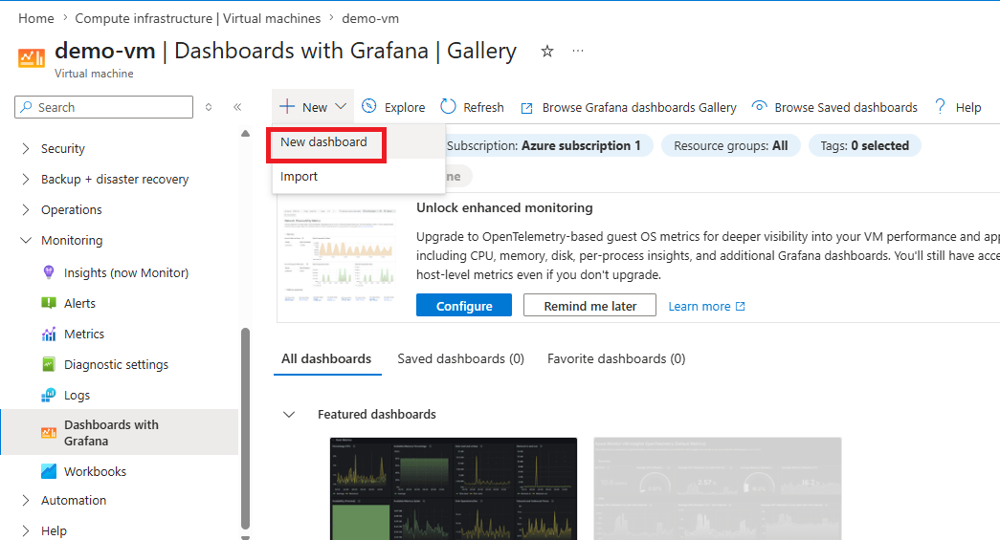 Home > Compute infrastructure | Virtual machines > demo-vm
demo-vm | Dashboards with Grafana | Gallery
Virtual machine
Search
Security
Backup + disaster recovery
Operations
Monitoring
Insights (now Monitor)
Alerts
Metrics
Diagnostic settings
Logs
Dashboards with
Grafana
Workbooks
Automation
Help
New
Explore
Refresh
Browse Grafana dashboards Gallery
Browse Saved dashboards
Help
New dashboard
Import
Subscription: Azure subscription 1
Resource groups: All
Tags: 0 selected
Unlock enhanced monitoring
Upgrade to OpenTelemetry-based guest OS metrics for deeper visibility into your VM performance and app
including CPU, memory, disk, per-process insights, and additional Grafana dashboards. You'll still have acce
host-level metrics even if you don't upgrade.
Configure
Remind me later
Learn more
All dashboards
Saved dashboards (0)
Favorite dashboards (0)
Featured dashboards